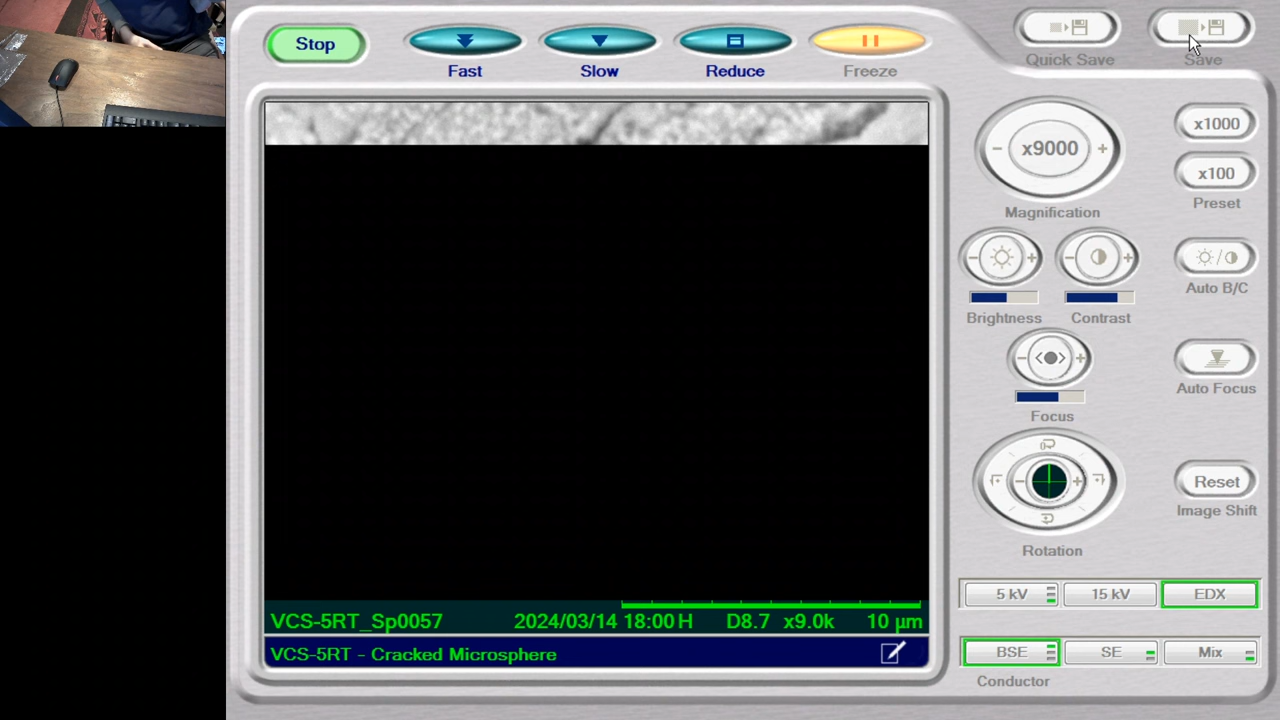 Stop
Fast
Slow
Reduce
Freeze
Quick Save
Save
x9000
Magnification
x1000
x100
Preset
Brightness
Contrast
Auto B/C
Focus
Auto Focus
Rotation
Reset
Image Shift
5 kV
15 kV
EDX
BSE
SE
Mix
Conductor
VCS-5RT_Sp0057 2024/03/14 18:00 H D8.7 x9.0k 10 µm
VCS-5RT - Cracked Microsphere